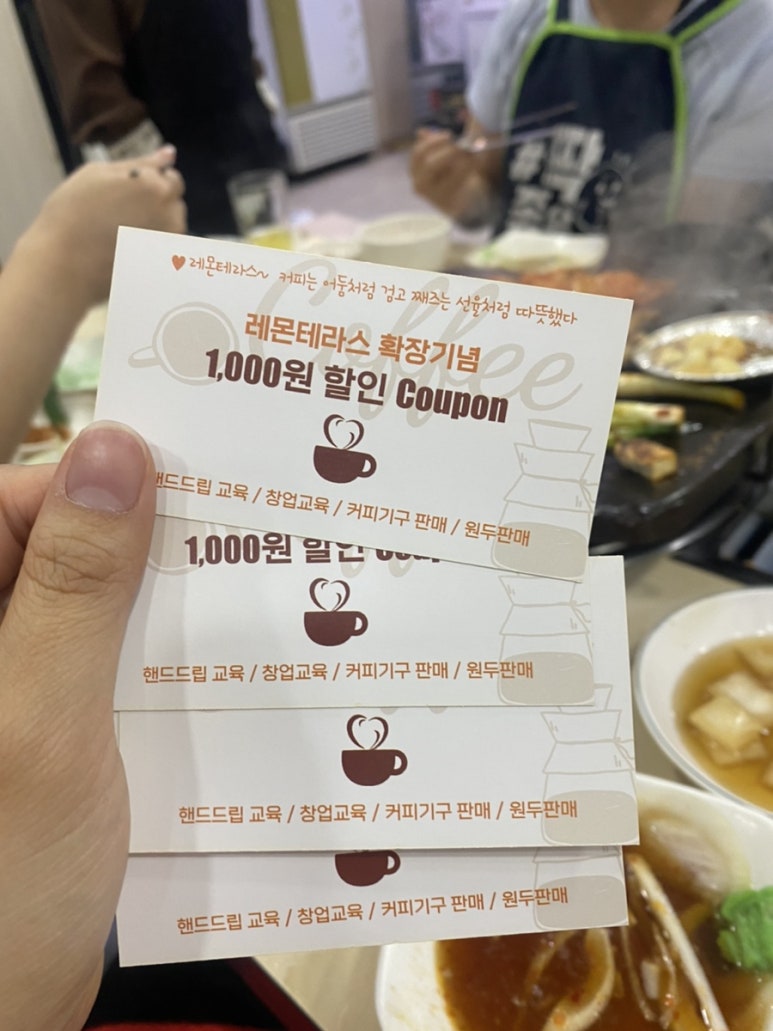 ♥레몬테라스~ 커피는 어둠처럼 검고 째즈는 선율처럼 따뜻했다
Coffee
레몬테라스 확장기념
1,000원 할인 Coupon
핸드드립 교육 / 창업교육 / 커피기구 판매 / 원두판매
1,000원 할인
핸드드립 교육 / 창업교육 / 커피기구 판매 / 원두판매
핸드드립 교육 / 창업교육 / 커피기구 판매 / 원두판매
핸드드립 교육 / 창업교육 / 커피기구 판매 / 원두판매